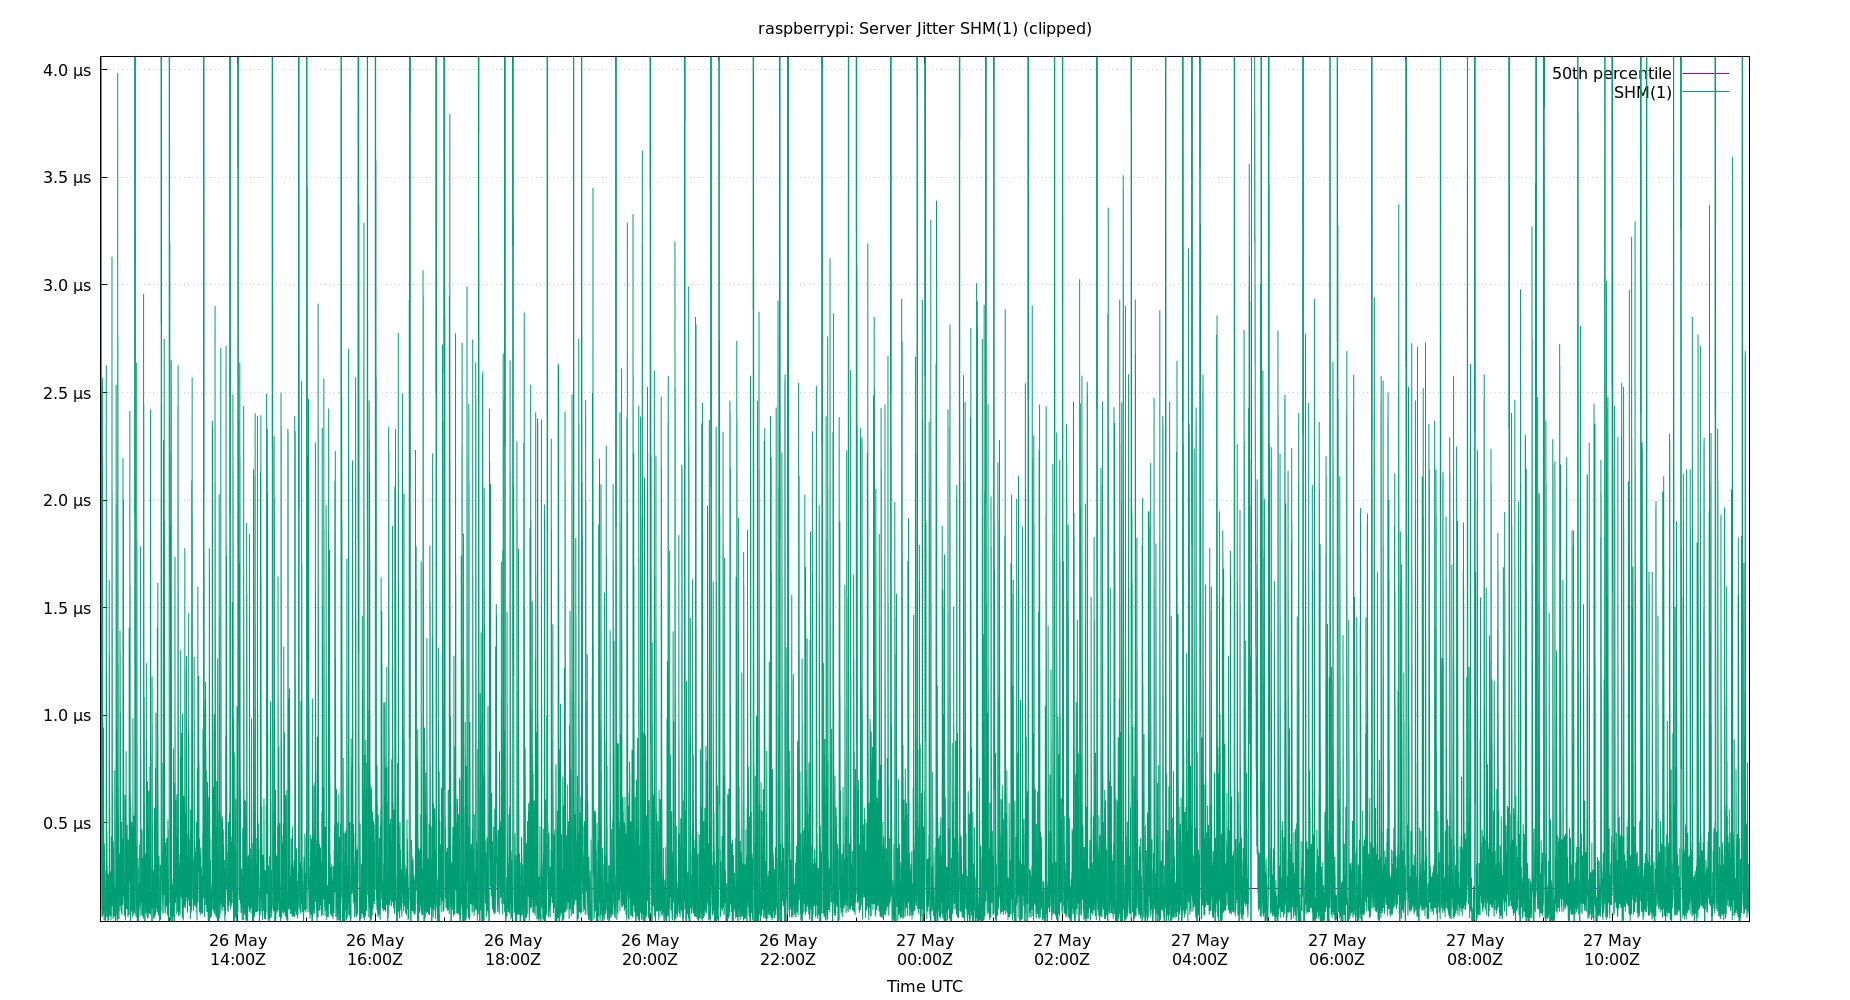 raspberrypi: Server Jitter SHM(1) (clipped)
4.0 µs
3.5 µs
3.0 µs
2.5 µs
2.0 µs
1.5 µs
1.0 µs
0.5 µs
50th percentile
SHM(1)
26 May 26 May 26 May 26 May 26 May 27 May 27 May 27 May 27 May 27 May 27 May
14:00Z 16:00Z 18:00Z 20:00Z 22:00Z 00:00Z 02:00Z 04:00Z 06:00Z 08:00Z 10:00Z
Time UTC